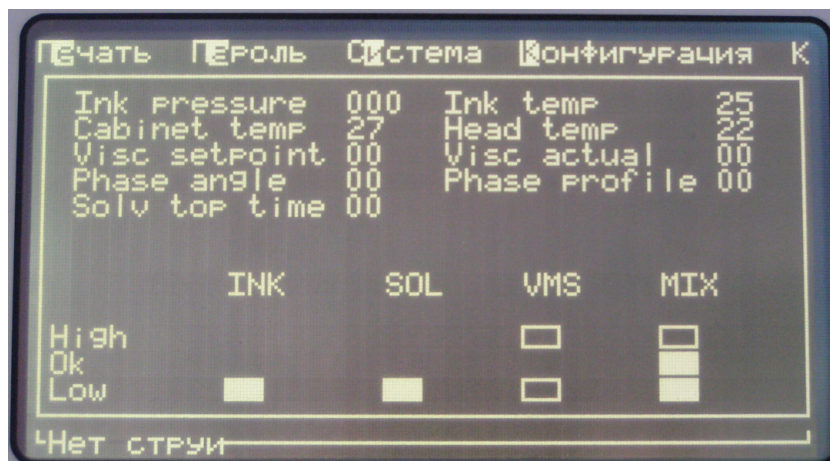 Печать Пероль Система Конфигурация К
Ink pressure 000 Ink temp 25
Cabinet temp 27 Head temp 22
Visc setpoint 00 Visc actual 00
Phase angle 00 Phase profile 00
Solv top time 00
INK SOL VMS MIX
High
Ok
Low
Нет струи